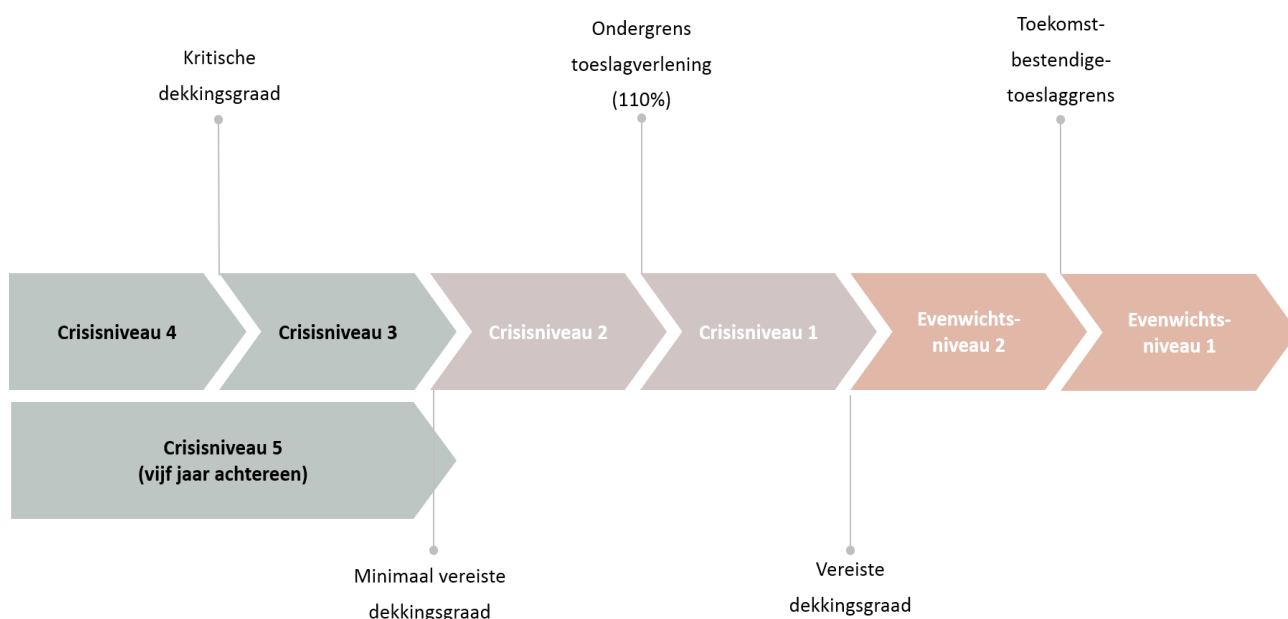 Kritische
dekkingsgraad
Ondergrens
toeslagverlening
(110%)
Toekomst-
bestendige-
toeslaggrens
Crisisniveau 4
Crisisniveau 3
Crisisniveau 2
Crisisniveau 1
Evenwichts-
niveau 2
Evenwichts-
niveau 1
Crisisniveau 5
(vijf jaar achtereen)
Minimaal vereiste
dekkingsgraad
Vereiste
dekkingsgraad